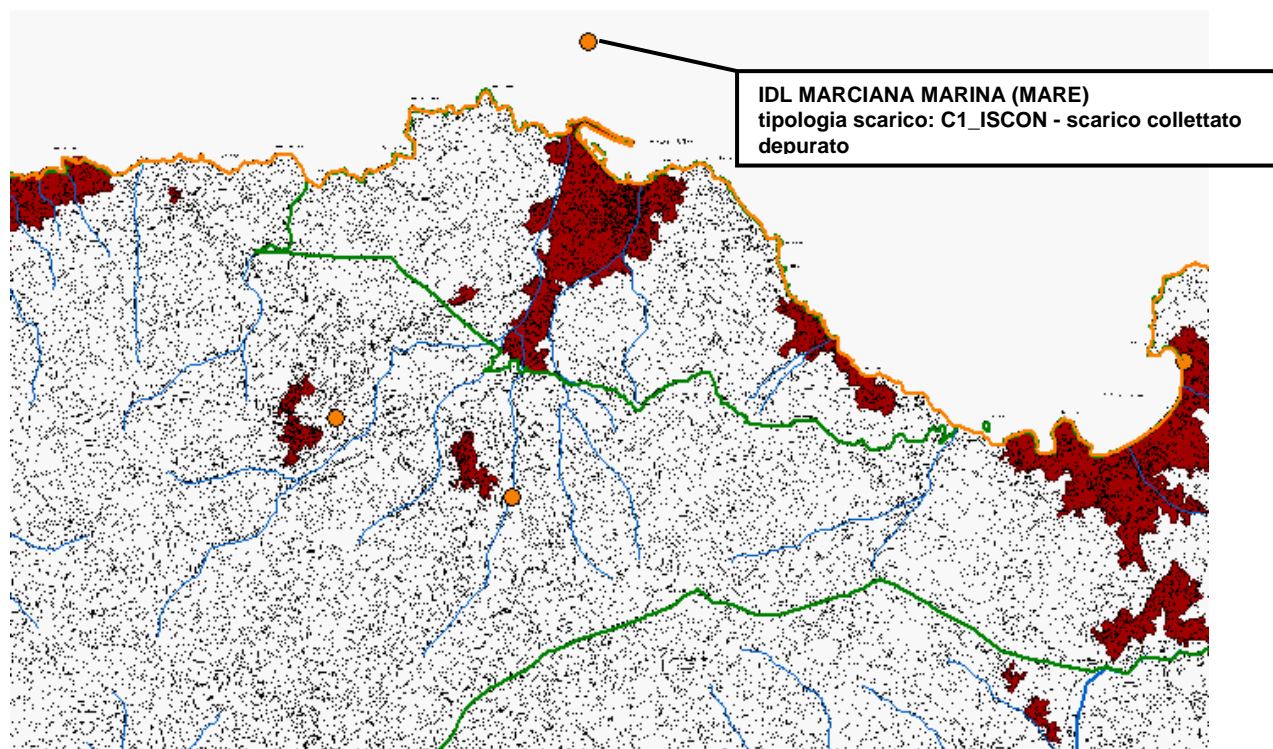 IDL MARCIANA MARINA (MARE)
tipologia scarico: C1_ISCON - scarico collettato
depurato